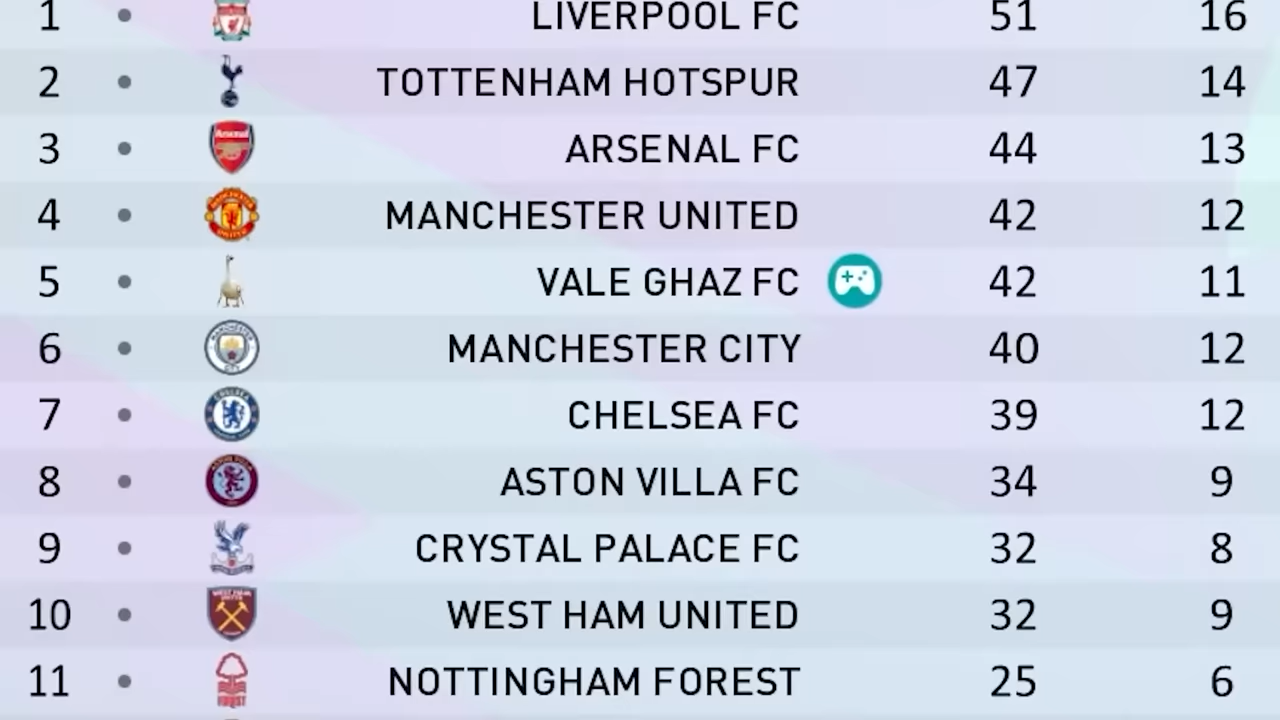 1 LIVERPOOL FC 51 16
2 TOTTENHAM HOTSPUR 47 14
3 ARSENAL FC 44 13
4 MANCHESTER UNITED 42 12
5 VALE GHAZ FC 42 11
6 MANCHESTER CITY 40 12
7 CHELSEA FC 39 12
8 ASTON VILLA FC 34 9
9 CRYSTAL PALACE FC 32 8
10 WEST HAM UNITED 32 9
11 NOTTINGHAM FOREST 25 6